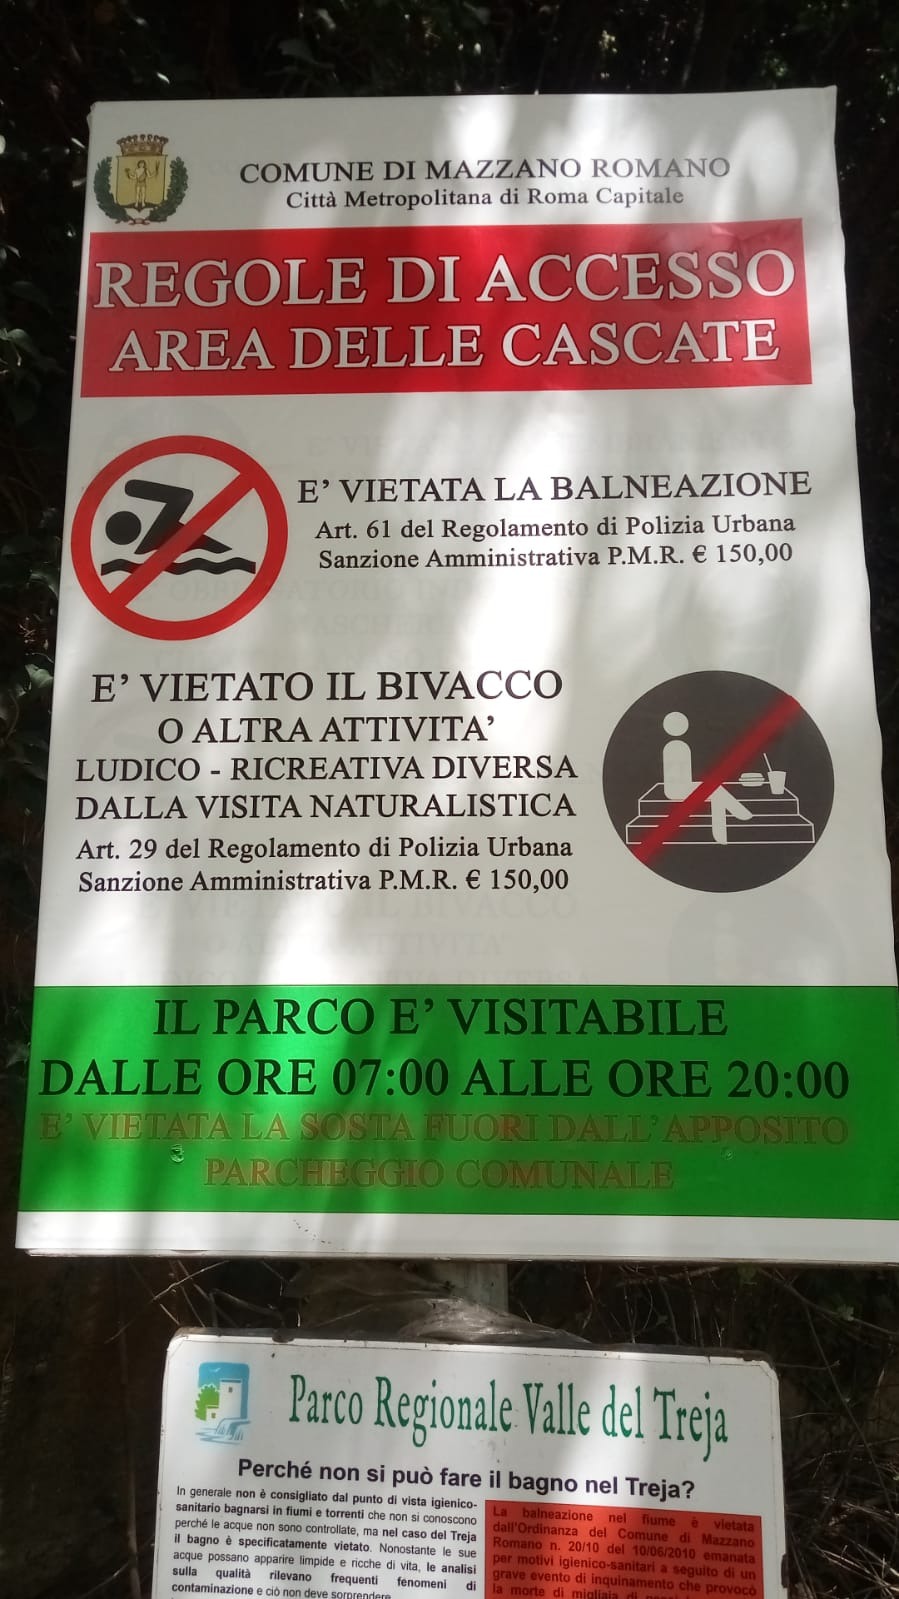 COMUNE DI MAZZANO ROMANO
Città Metropolitana di Roma Capitale
REGOLE DI ACCESSO
AREA DELLE CASCATE
E' VIETATA LA BALNEAZIONE
Art. 61 del Regolamento di Polizia Urbana
Sanzione Amministrativa P.M.R. € 150,00
E' VIETATO IL BIVACCO
O ALTRA ATTIVITA'
LUDICO - RICREATIVA DIVERSA
DALLA VISITA NATURALISTICA
Art. 29 del Regolamento di Polizia Urbana
Sanzione Amministrativa P.M.R. € 150,00
IL PARCO E' VISITABILE
DALLE ORE 07:00 ALLE ORE 20:00
E' VIETATA LA SOSTA FUORI DALL'APPOSITO
PARCHEGGIO COMUNALE
Parco Regionale Valle del Treja
Perché non si può fare il bagno nel Treja?
In generale non è consigliato dal punto di vista igienico-
sanitario bagnarsi in fiumi e torrenti che non si conoscono
perché le acque non sono controllate, ma nel caso del Treja
il bagno è specificatamente vietato. Nonostante le sue
acque possano apparire limpide e ricche di vita, le analisi
sulla qualità rilevano frequenti fenomeni di
contaminazione e ciò non deve sorprendere
La balneazione nel fiume è vietata
dall'Ordinanza del Comune di Mazzano
Romano n. 20/10 del 10/06/2010 emanata
per motivi igienico-sanitari a seguito di un
grave evento di inquinamento che provocò
la morte di migliaia di